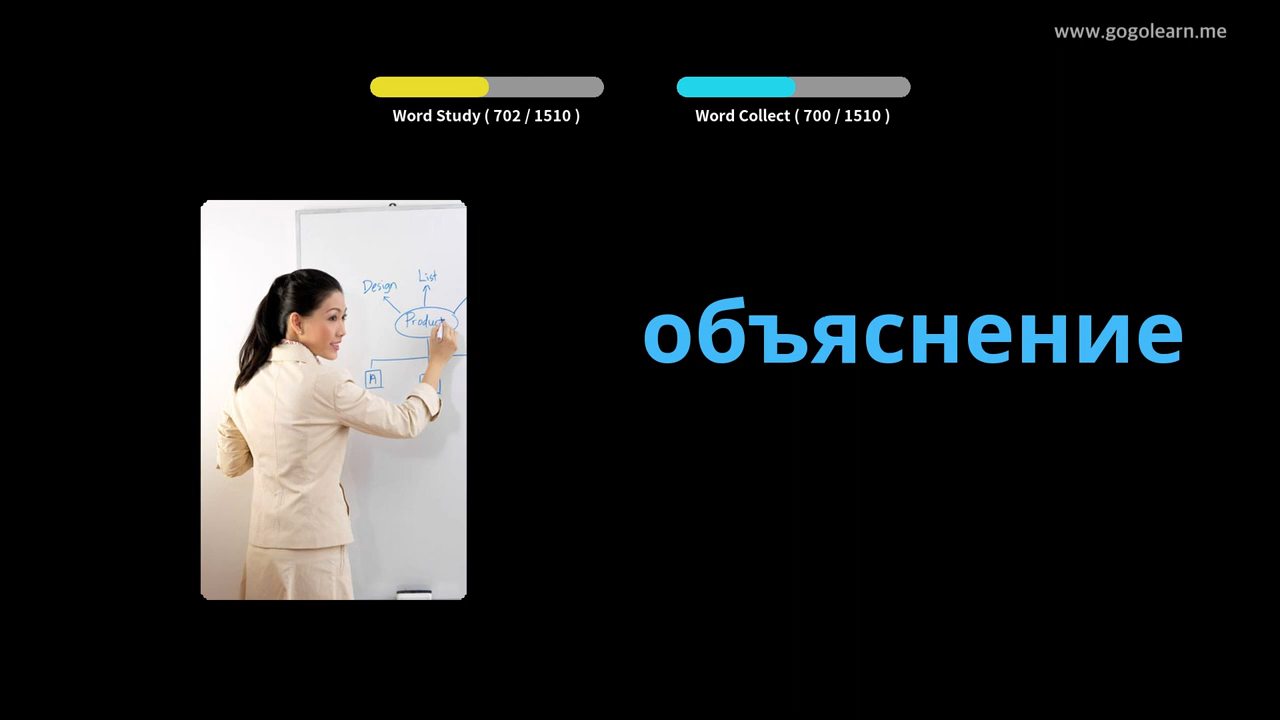 www.gogolearn.me
Word Study ( 702 / 1510 )
Word Collect ( 700 / 1510 )
List
Design
Product
A
объяснение